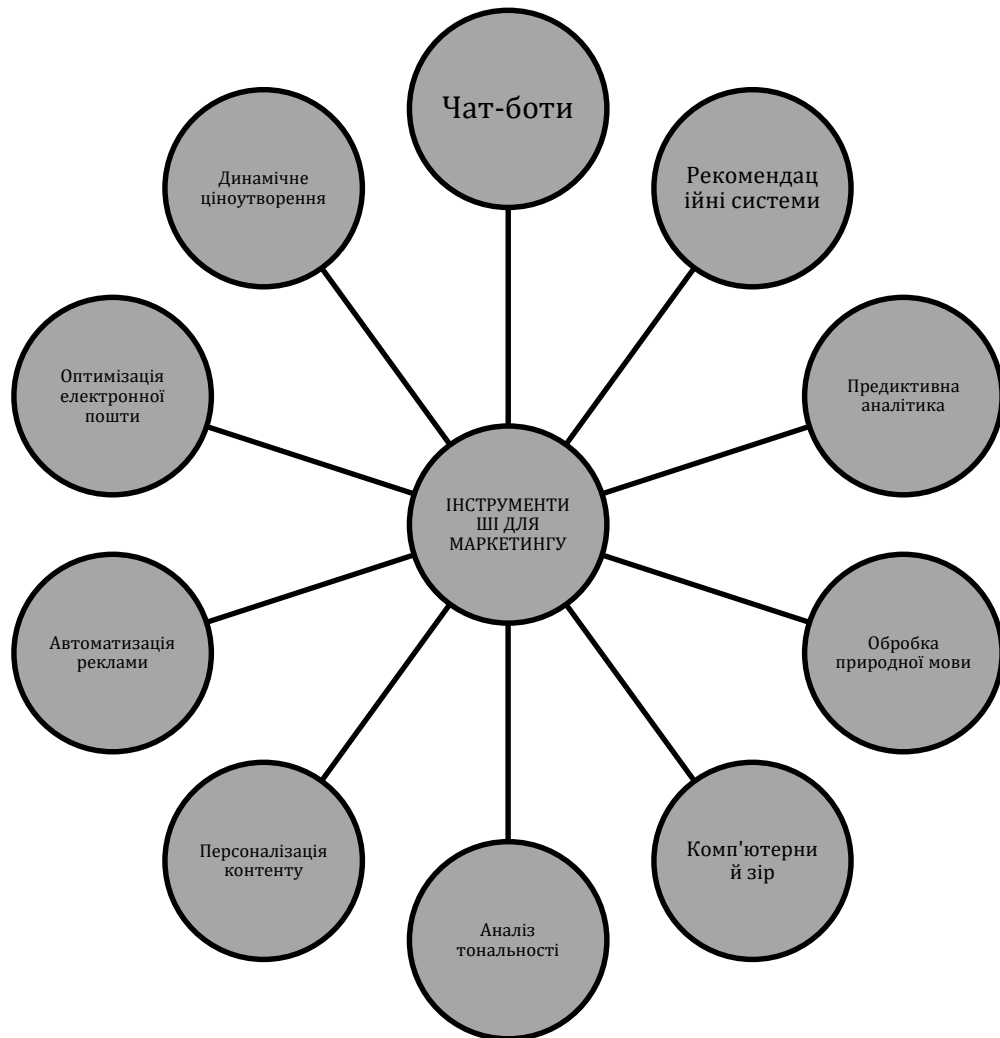 Чат-боти
Рекомендац
ійні системи
Предиктивна
аналітика
Обробка
природної мови
Комп'ютерни
й зір
Аналіз
тональності
Персоналізація
контенту
Автоматизація
реклами
Оптимізація
електронної
пошти
Динамічне
ціноутворення
ІНСТРУМЕНТИ
ШІ ДЛЯ
МАРКЕТИНГУ